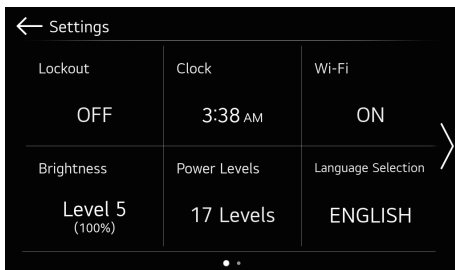 Settings
Lockout
Clock
Wi-Fi
OFF
3:38 AM
ON
Brightness
Power Levels
Language Selection
Level 5
(100%)
17 Levels
ENGLISH